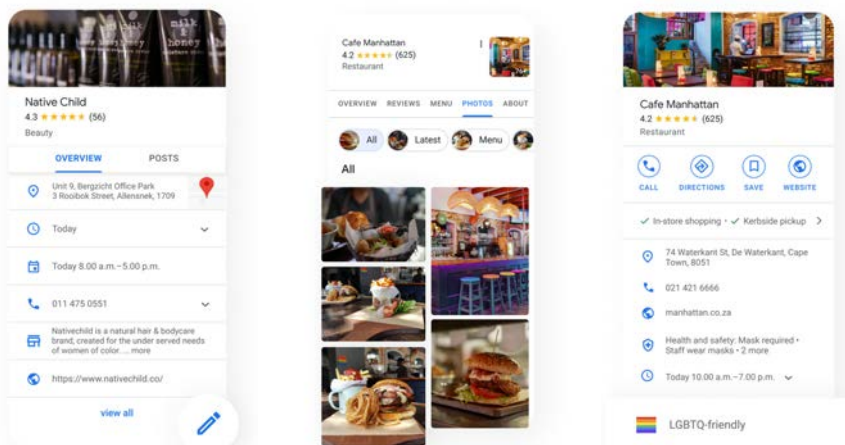 milk
&
honey
Native Child
4.3 ★★★★★ (56)
Beauty
OVERVIEW POSTS
Unit 9, Bergzicht Office Park
3 Rooibok Street, Allensnek, 1709
Today
Today 8.00 a.m.–5:00 p.m.
011 475 0551
Nativechild is a natural hair & bodycare
brand, created for the under served needs
of women of color.... more
https://www.nativechild.co/
view all
Cafe Manhattan
4.2 ★★★★★ (625)
Restaurant
OVERVIEW REVIEWS MENU PHOTOS ABOUT
All Latest Menu
All
Cafe Manhattan
4.2 ★★★★★ (625)
Restaurant
CALL DIRECTIONS SAVE WEBSITE
✓ In-store shopping • ✓ Kerbside pickup
74 Waterkant St, De Waterkant, Cape
Town, 8051
021 421 6666
manhattan.co.za
Health and safety: Mask required •
Staff wear masks • 2 more
Today 10.00 a.m.–7.00 p.m.
LGBTQ-friendly